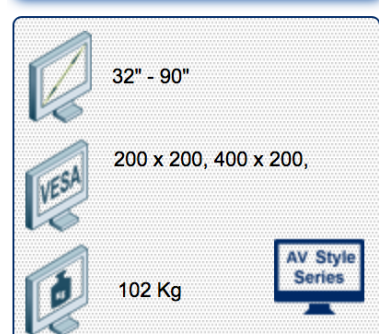 32" - 90"
200 x 200, 400 x 200,
VESA
102 Kg
KG
AV Style
Series